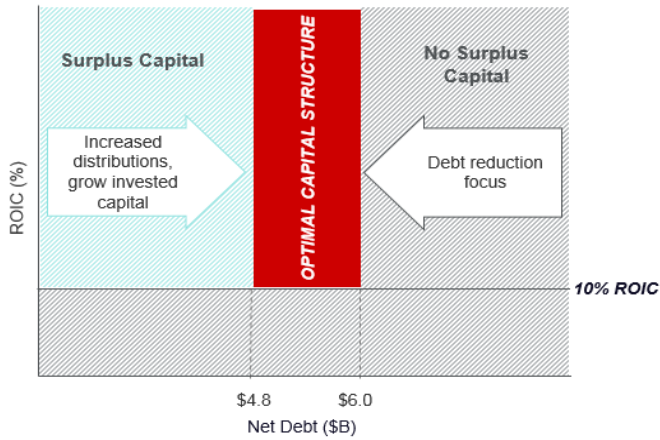 Surplus Capital
No Surplus
Capital
OPTIMAL CAPITAL STRUCTURE
Increased
distributions,
grow invested
capital
Debt reduction
focus
ROIC (%)
10% ROIC
$4.8
$6.0
Net Debt ($B)